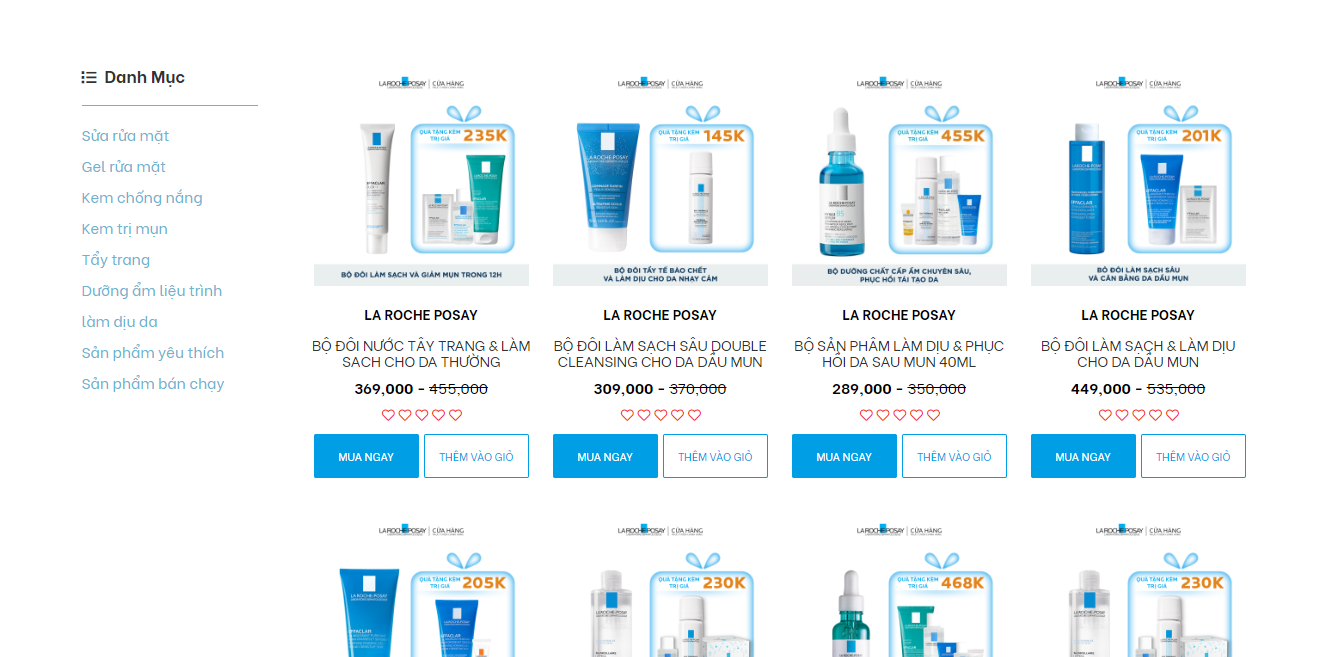 Danh Mục
Sửa rửa mặt
Gel rửa mặt
Kem chống nắng
Kem trị mụn
Tẩy trang
Dưỡng ẩm liệu trình
làm dịu da
Sản phẩm yêu thích
Sản phẩm bán chạy
LA ROCHE-POSAY CỬA HÀNG
QUÀ TẶNG KÈM
TRỊ GIÁ 235K
BỘ ĐÔI LÀM SẠCH VÀ GIẢM MỤN TRONG 12H
LA ROCHE POSAY
BỘ ĐÔI NƯỚC TẨY TRANG & LÀM
SẠCH CHO DA THƯỜNG
369,000 - 455,000
MUA NGAY THÊM VÀO GIỎ
LA ROCHE-POSAY CỬA HÀNG
QUÀ TẶNG KÈM
TRỊ GIÁ 145K
LA ROCHE-POSAY
BỘ ĐÔI TẨY TẾ BÀO CHẾT
VÀ LÀM DỊU CHO DA NHẠY CẢM
LA ROCHE POSAY
BỘ ĐÔI LÀM SẠCH SÂU DOUBLE
CLEANSING CHO DA DẦU MỤN
309,000 - 370,000
MUA NGAY THÊM VÀO GIỎ
LA ROCHE-POSAY CỬA HÀNG
QUÀ TẶNG KÈM
TRỊ GIÁ 455K
BỘ DƯỠNG CHẤT CẤP ẨM CHUYÊN SÂU,
PHỤC HỒI TÁI TẠO DA
LA ROCHE POSAY
BỘ SẢN PHẨM LÀM DỊU & PHỤC
HỒI DA SAU MỤN 40ML
289,000 - 350,000
MUA NGAY THÊM VÀO GIỎ
LA ROCHE-POSAY CỬA HÀNG
QUÀ TẶNG KÈM
TRỊ GIÁ 201K
BỘ ĐÔI LÀM SẠCH SÂU
VÀ CÂN BẰNG DA DẦU MỤN
LA ROCHE POSAY
BỘ ĐÔI LÀM SẠCH & LÀM DỊU
CHO DA DẦU MỤN
449,000 - 535,000
MUA NGAY THÊM VÀO GIỎ
LA ROCHE-POSAY CỬA HÀNG
QUÀ TẶNG KÈM
TRỊ GIÁ 205K
EFFACLAR
LA ROCHE-POSAY CỬA HÀNG
QUÀ TẶNG KÈM
TRỊ GIÁ 230K
LA ROCHE-POSAY
LA ROCHE-POSAY CỬA HÀNG
QUÀ TẶNG KÈM
TRỊ GIÁ 468K
LA ROCHE-POSAY CỬA HÀNG
QUÀ TẶNG KÈM
TRỊ GIÁ 230K
LA ROCHE-POSAY